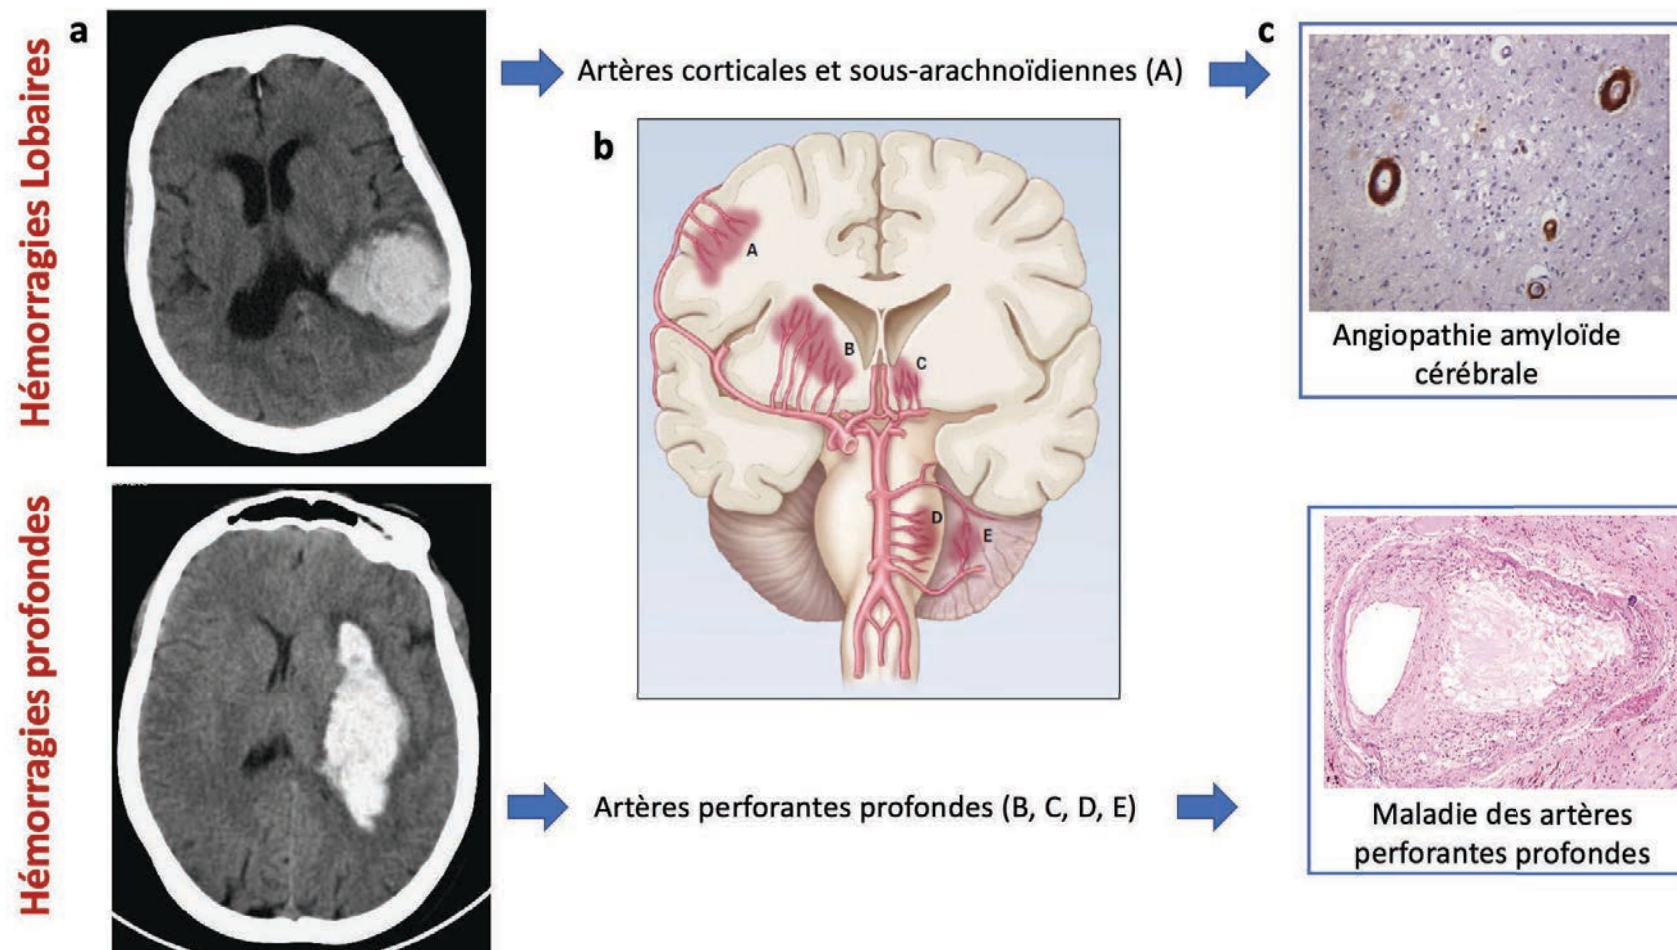 Hémorragies Lobaires
a
Artères corticales et sous-arachnoïdiennes (A)
c
b
A
B
C
D
E
Angiopathie amyloïde
cérébrale
Hémorragies profondes
Artères perforantes profondes (B, C, D, E)
Maladie des artères
perforantes profondes